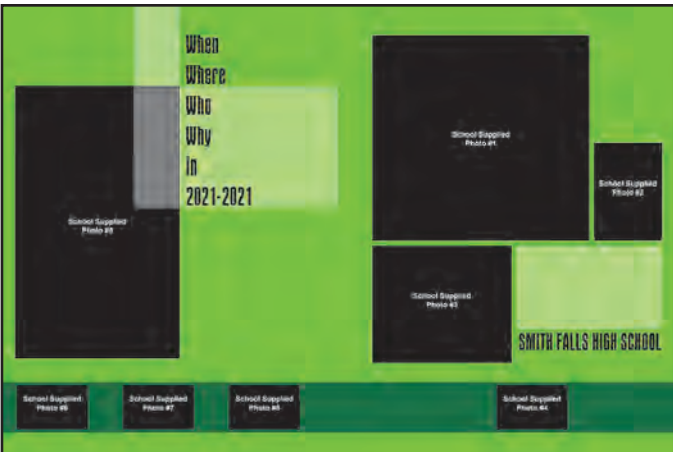 When
Where
Who
Why
in
2021-2021
School Supplied
Photo #8
School Supplied
Photo #1
School Supplied
Photo #2
School Supplied
Photo #3
SMITH FALLS HIGH SCHOOL
School Supplied
Photo #6
School Supplied
Photo #7
School Supplied
School Supplied
Photo #4